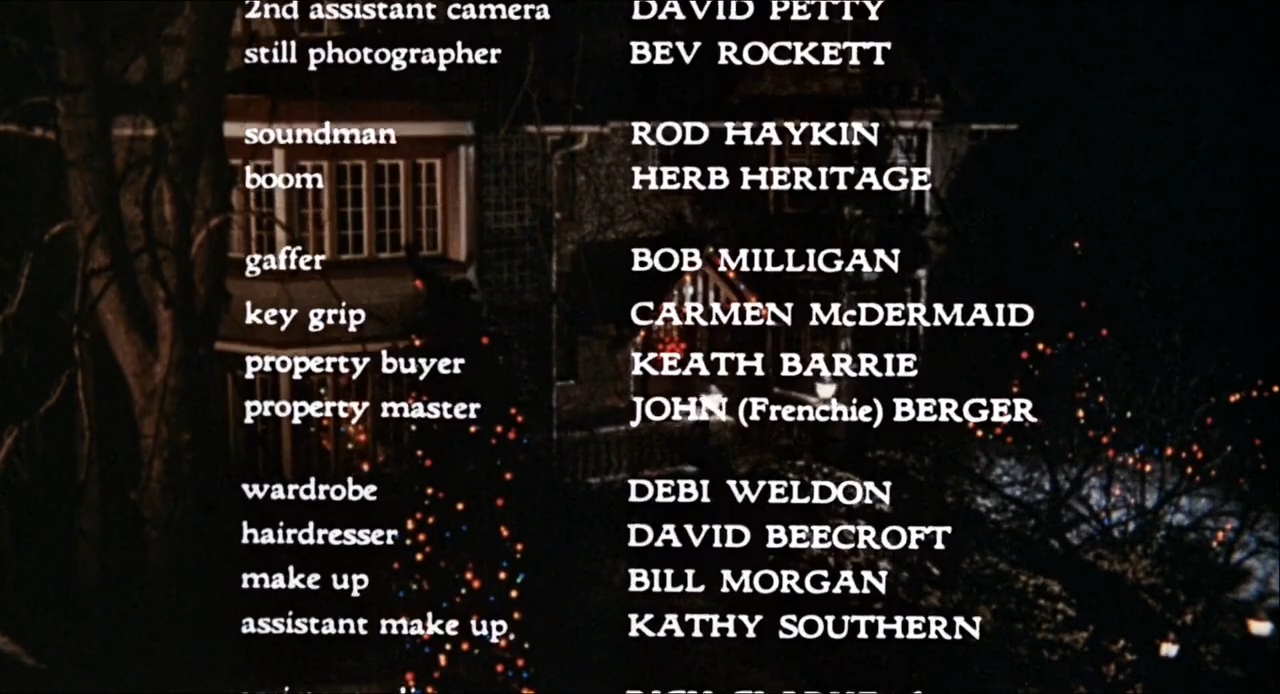 2nd assistant camera DAVID PETTY
still photographer BEV ROCKETT
soundman ROD HAYKIN
boom HERB HERITAGE
gaffer BOB MILLIGAN
key grip CARMEN McDERMAID
property buyer KEATH BARRIE
property master JOHN (Frenchie) BERGER
wardrobe DEBI WELDON
hairdresser DAVID BEECROFT
make up BILL MORGAN
assistant make up KATHY SOUTHERN